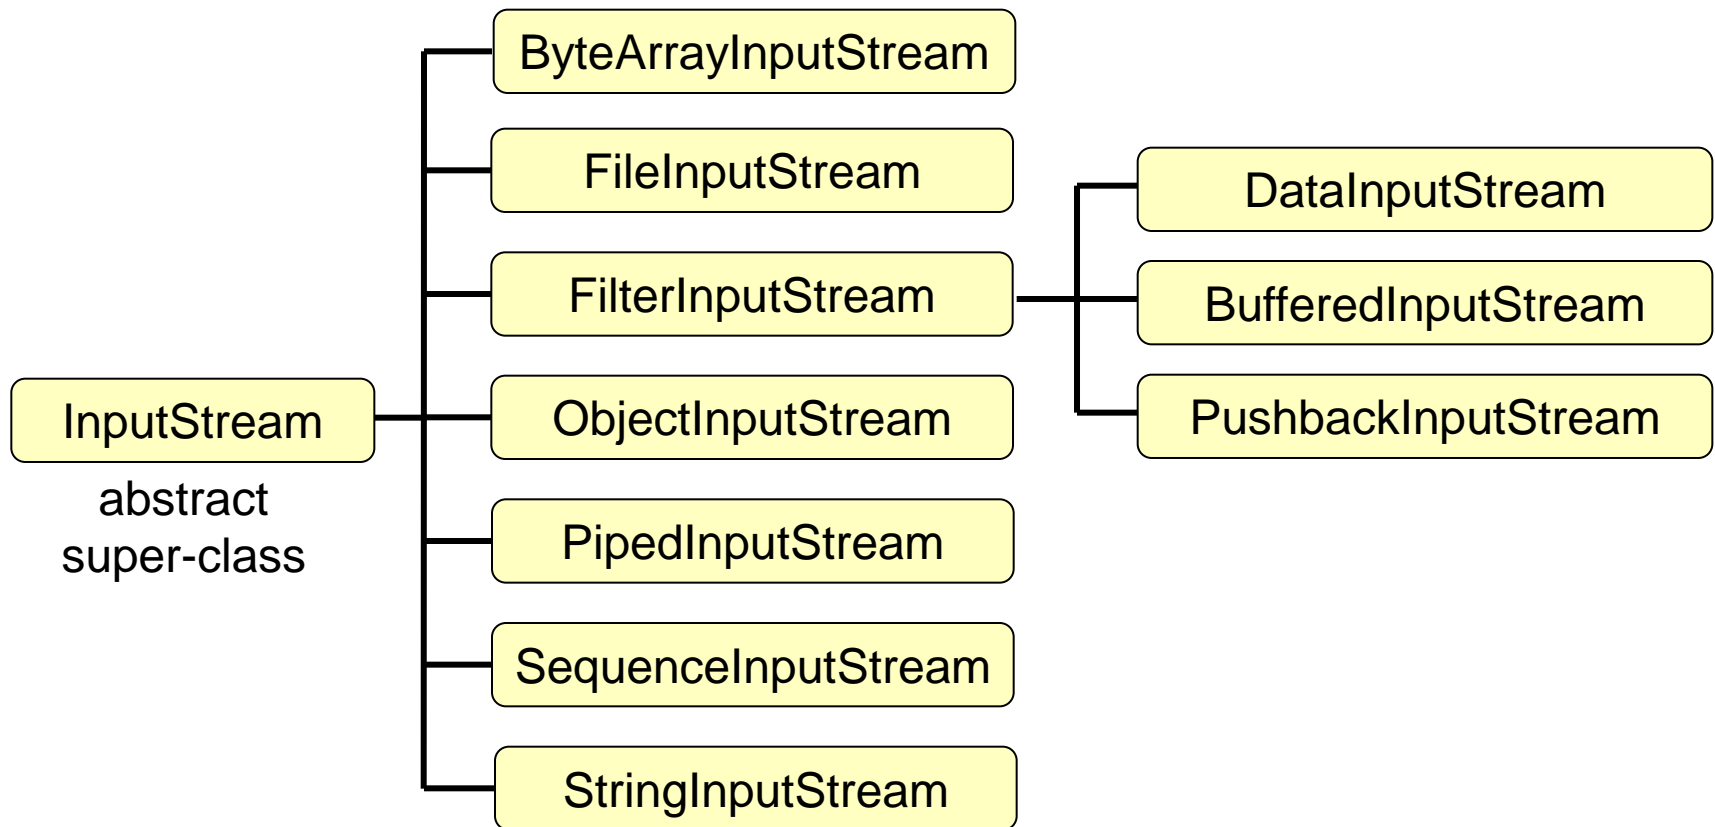 ByteArrayInputStream
FileInputStream
FilterInputStream
InputStream
abstract
super-class
ObjectInputStream
PipedInputStream
SequenceInputStream
StringInputStream
DataInputStream
BufferedInputStream
PushbackInputStream